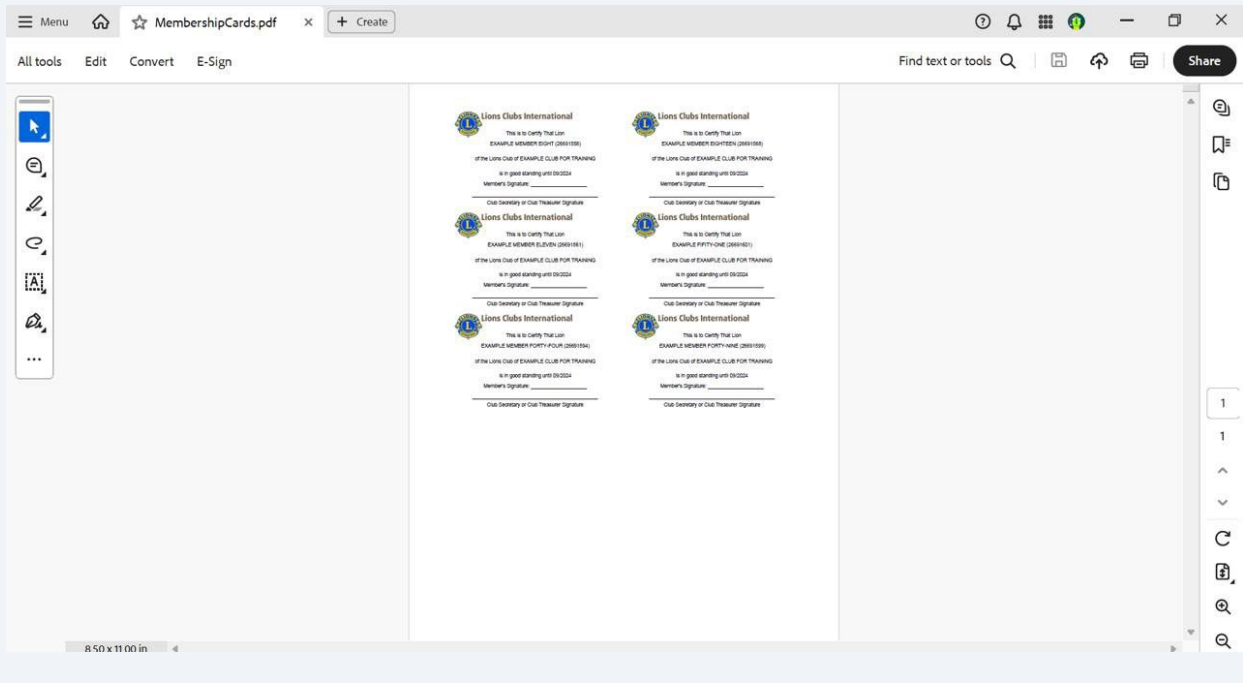 Menu
MembershipCards.pdf
Create
All tools Edit Convert E-Sign
Find text or tools
Share
Lions Clubs International
This is to Certify That Lion
EXAMPLE MEMBER EIGHT (26691558)
of the Lions Club of EXAMPLE CLUB FOR TRAINING
is in good standing until 09/2024
Member's Signature:
Club Secretary or Club Treasurer Signature
Lions Clubs International
This is to Certify That Lion
EXAMPLE MEMBER EIGHTEEN (26691568)
of the Lions Club of EXAMPLE CLUB FOR TRAINING
is in good standing until 09/2024
Member's Signature:
Club Secretary or Club Treasurer Signature
Lions Clubs International
This is to Certify That Lion
EXAMPLE MEMBER ELEVEN (26691561)
of the Lions Club of EXAMPLE CLUB FOR TRAINING
is in good standing until 09/2024
Member's Signature:
Club Secretary or Club Treasurer Signature
Lions Clubs International
This is to Certify That Lion
EXAMPLE FIFITY-ONE (26691601)
of the Lions Club of EXAMPLE CLUB FOR TRAINING
is in good standing until 09/2024
Member's Signature:
Club Secretary or Club Treasurer Signature
Lions Clubs International
This is to Certify That Lion
EXAMPLE MEMBER FORTY-FOUR (26691594)
of the Lions Club of EXAMPLE CLUB FOR TRAINING
is in good standing until 09/2024
Member's Signature:
Club Secretary or Club Treasurer Signature
Lions Clubs International
This is to Certify That Lion
EXAMPLE MEMBER FORTY-NINE (26691599)
of the Lions Club of EXAMPLE CLUB FOR TRAINING
is in good standing until 09/2024
Member's Signature:
Club Secretary or Club Treasurer Signature
1
1
8.50 x 11.00 in